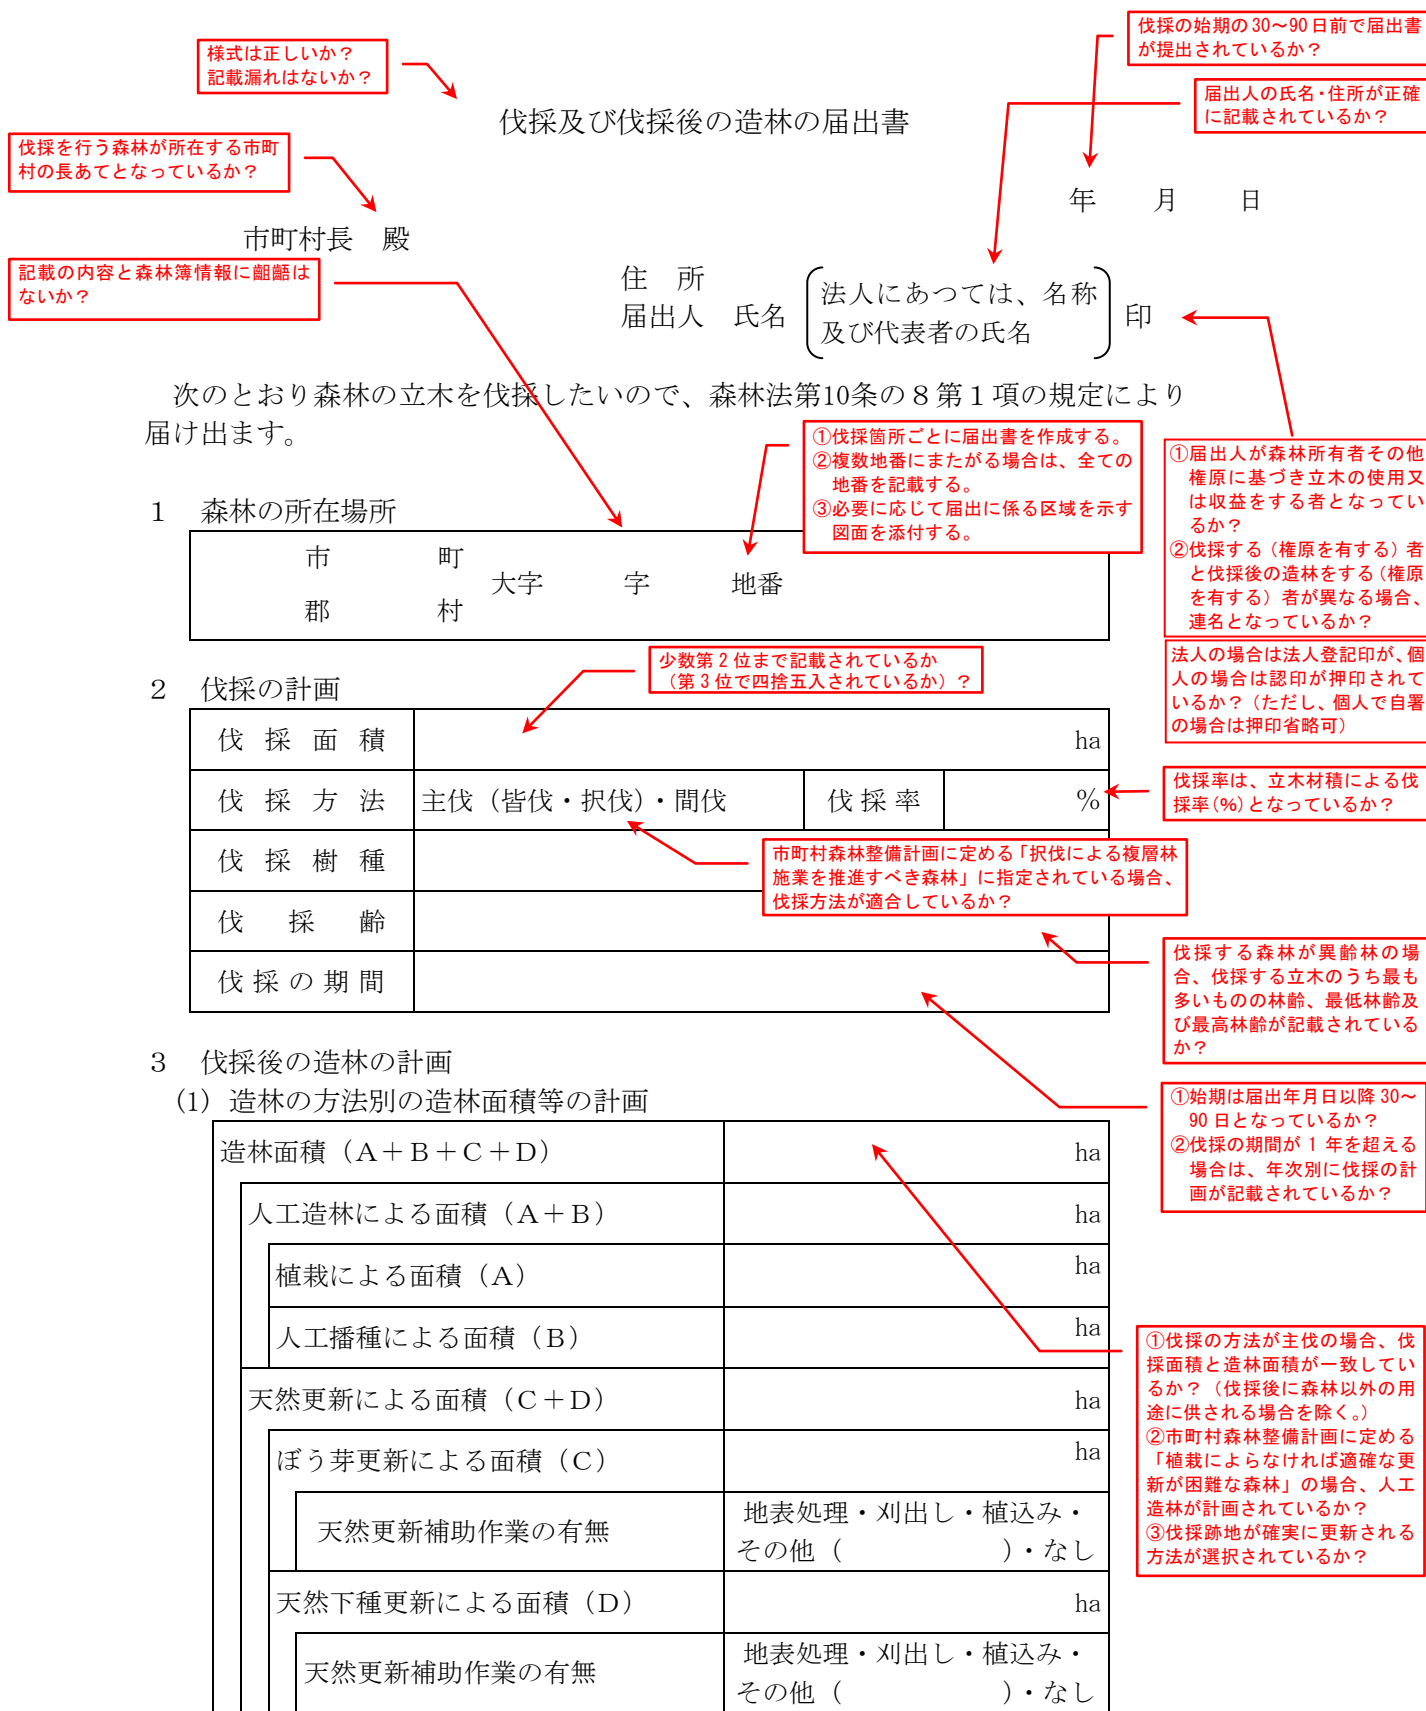 伐採の始期の30～90日前で届出書
が提出されているか？
様式は正しいか？
記載漏れはないか？
届出人の氏名・住所が正確
に記載されているか？
伐採及び伐採後の造林の届出書
伐採を行う森林が所在する市町
村の長あてとなっているか？
年　月　日
市町村長　殿
記載の内容と森林簿情報に齟齬は
ないか？
住　所
届出人　氏名
法人にあつては、名称
及び代表者の氏名
印
次のとおり森林の立木を伐採したいので、森林法第10条の８第１項の規定により
届け出ます。
①伐採箇所ごとに届出書を作成する。
②複数地番にまたがる場合は、全ての
地番を記載する。
③必要に応じて届出に係る区域を示す
図面を添付する。
①届出人が森林所有者その他
権原に基づき立木の使用又
は収益をする者となってい
るか？
②伐採する（権原を有する）者
と伐採後の造林をする（権原
を有する）者が異なる場合、
連名となっているか？
法人の場合は法人登記印が、個
人の場合は認印が押印されて
いるか？（ただし、個人で自署
の場合は押印省略可）
１　森林の所在場所
市　町
大字　字　地番
郡　村
少数第２位まで記載されているか
（第３位で四捨五入されているか）？
２　伐採の計画
伐採面積　ha
伐採方法　主伐（皆伐・択伐）・間伐　伐採率　％
伐採率は、立木材積による伐
採率(%)となっているか？
市町村森林整備計画に定める「択伐による複層林
施業を推進すべき森林」に指定されている場合、
伐採方法が適合しているか？
伐採樹種
伐採齢
伐採の期間
伐採する森林が異齢林の場
合、伐採する立木のうち最も
多いものの林齢、最低林齢及
び最高林齢が記載されている
か？
①始期は届出年月日以降30～
90日となっているか？
②伐採の期間が１年を超える
場合は、年次別に伐採の計
画が記載されているか？
３　伐採後の造林の計画
(1) 造林の方法別の造林面積等の計画
造林面積（Ａ＋Ｂ＋Ｃ＋Ｄ）　ha
人工造林による面積（Ａ＋Ｂ）　ha
植栽による面積（Ａ）　ha
人工播種による面積（Ｂ）　ha
天然更新による面積（Ｃ＋Ｄ）　ha
ぼう芽更新による面積（Ｃ）　ha
天然更新補助作業の有無
地表処理・刈出し・植込み・
その他（　　　）・なし
天然下種更新による面積（Ｄ）　ha
天然更新補助作業の有無
地表処理・刈出し・植込み・
その他（　　　）・なし
①伐採の方法が主伐の場合、伐
採面積と造林面積が一致してい
るか？（伐採後に森林以外の用
途に供される場合を除く。）
②市町村森林整備計画に定める
「植栽によらなければ適確な更
新が困難な森林」の場合、人工
造林が計画されているか？
③伐採跡地が確実に更新される
方法が選択されているか？